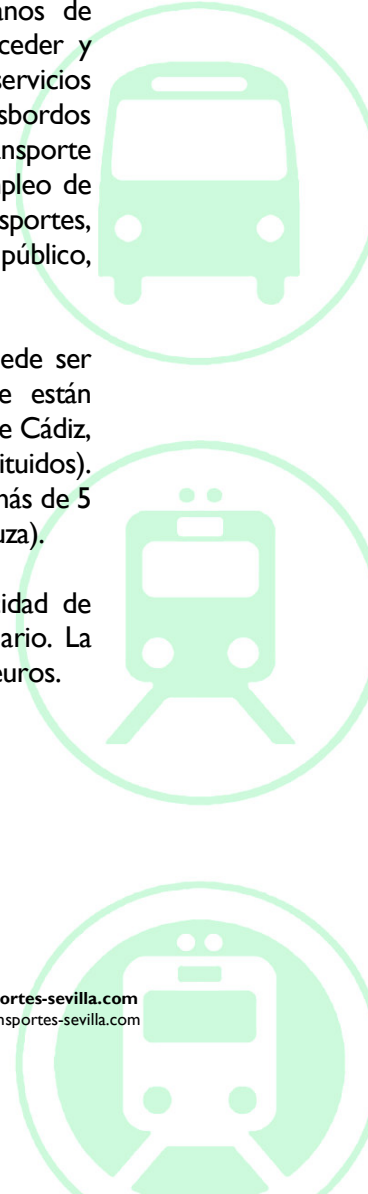 anos de
ceder y
servicios
sbordos
nsporte
pleo de
sportes,
público,
ede ser
e están
e Cádiz,
ituidos).
más de 5
uza).
idad de
ario. La
euros.
ortes-sevilla.com
nsportes-sevilla.com